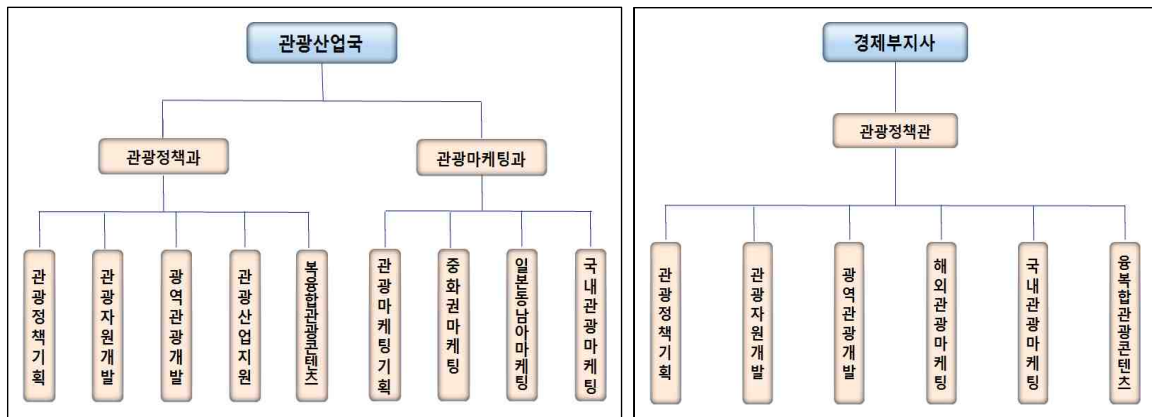 관광산업국
관광정책과
관광마케팅과
관광정책기획
관광자원개발
광역관광개발
관광산업지원
복융합관광콘텐츠
관광마케팅기획
중화권마케팅
일본동남아마케팅
국내관광마케팅
경제부지사
관광정책관
관광정책기획
관광자원개발
광역관광개발
해외관광마케팅
국내관광마케팅
융복합관광콘텐츠